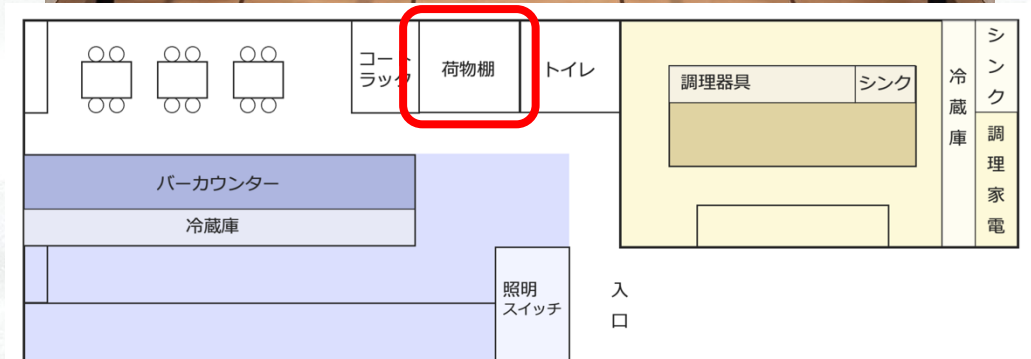 コート
ラック
荷物棚
トイレ
調理器具
シンク
冷蔵庫
シンク
調理家電
バーカウンター
冷蔵庫
照明
スイッチ
入口